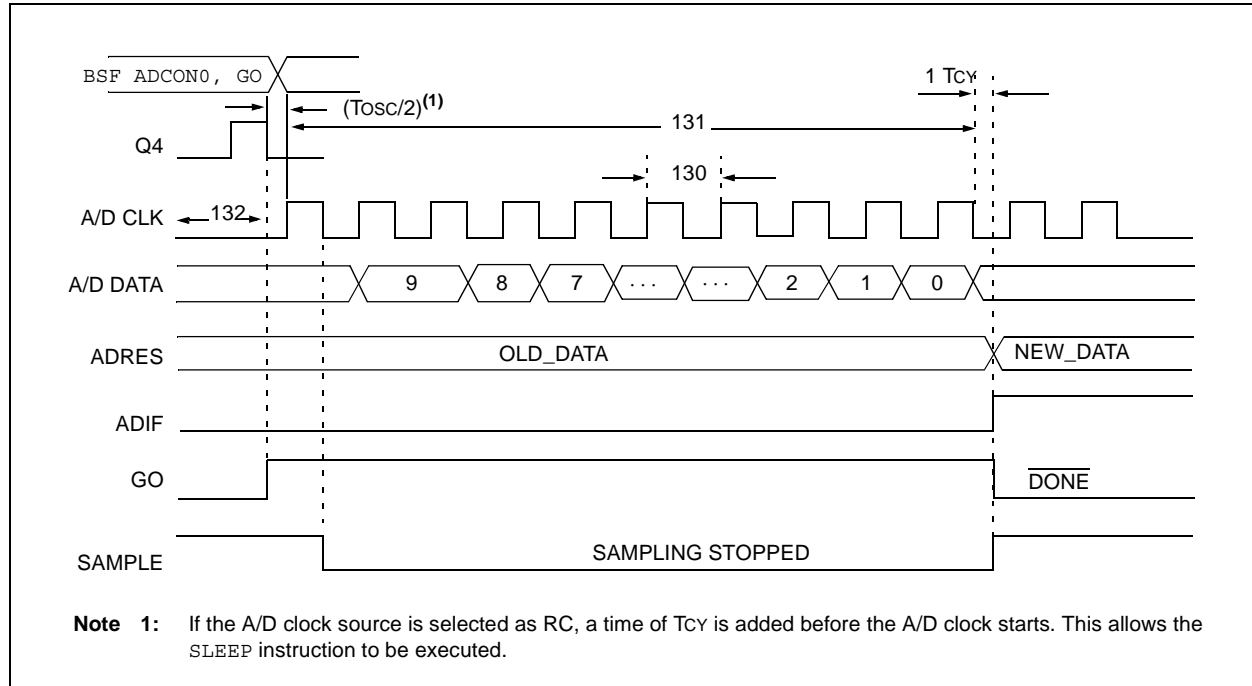 BSF ADCON0, GO
1 TCY
(TOSC/2)(1)
131
Q4
130
A/D CLK
132
A/D DATA
9 8 7 . . . . . . 2 1 0
ADRES
OLD_DATA
NEW_DATA
ADIF
GO
DONE
SAMPLE
SAMPLING STOPPED
Note 1: If the A/D clock source is selected as RC, a time of TCY is added before the A/D clock starts. This allows the
SLEEP instruction to be executed.